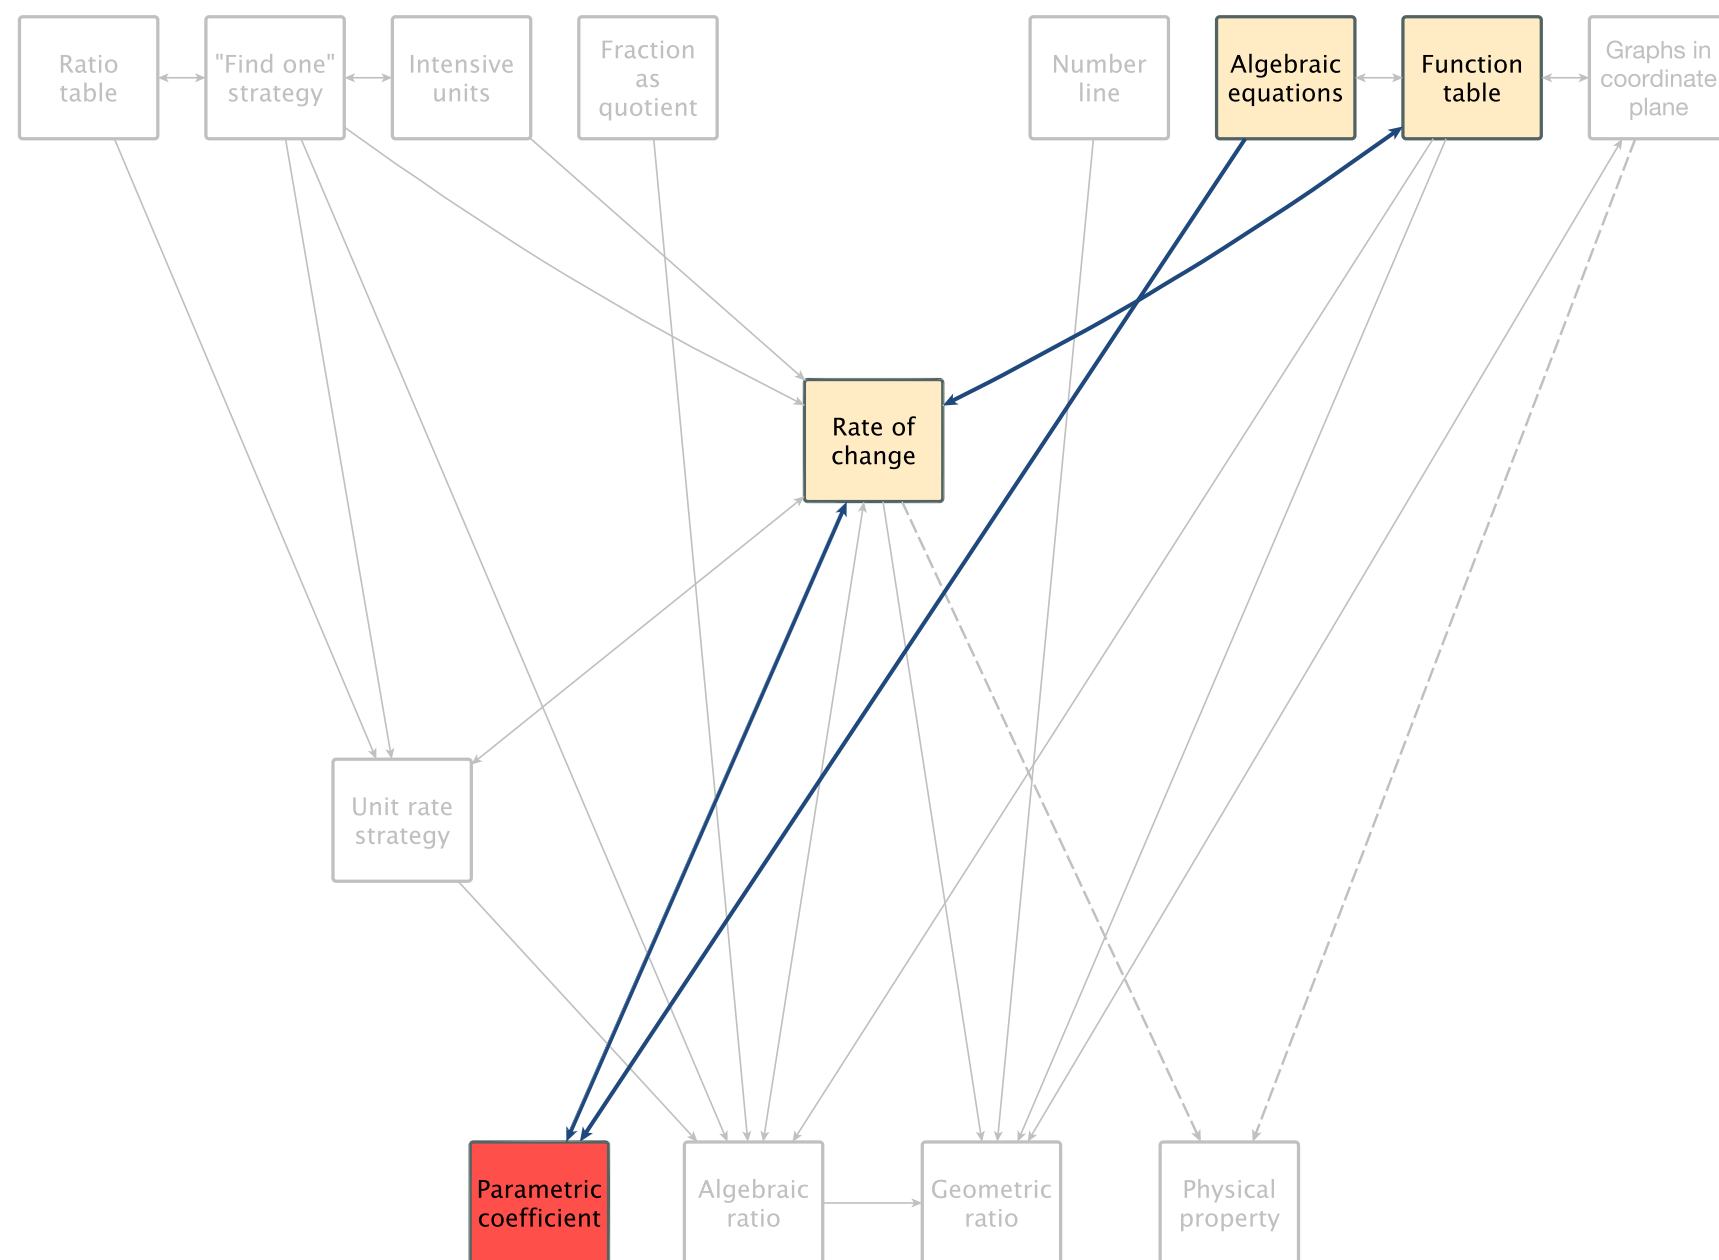 Ratio
table
"Find one"
strategy
Intensive
units
Fraction
as
quotient
Number
line
Algebraic
equations
Function
table
Graphs in
coordinate
plane
Rate of
change
Unit rate
strategy
Parametric
coefficient
Algebraic
ratio
Geometric
ratio
Physical
property